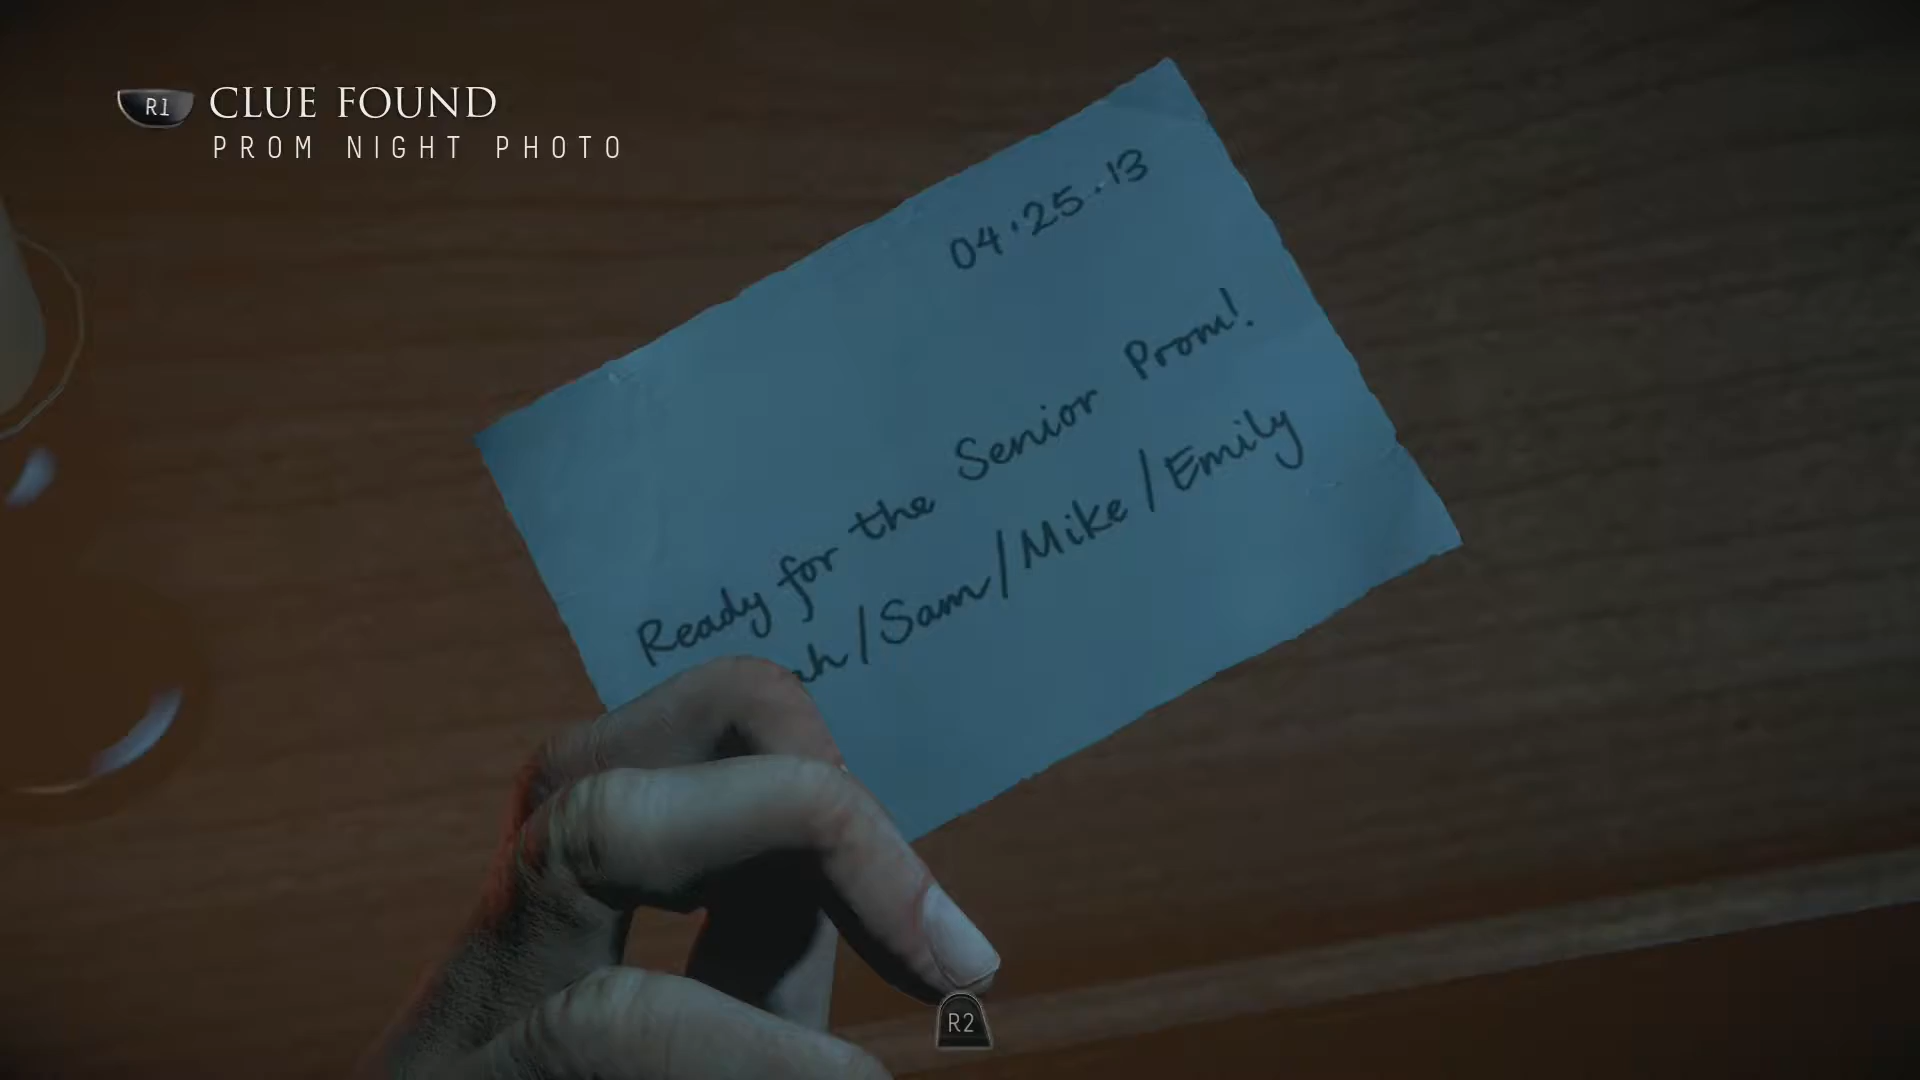 R1 CLUE FOUND
PROM NIGHT PHOTO
04.25.13
Ready for the Senior Prom!
/Sam/Mike/Emily
R2